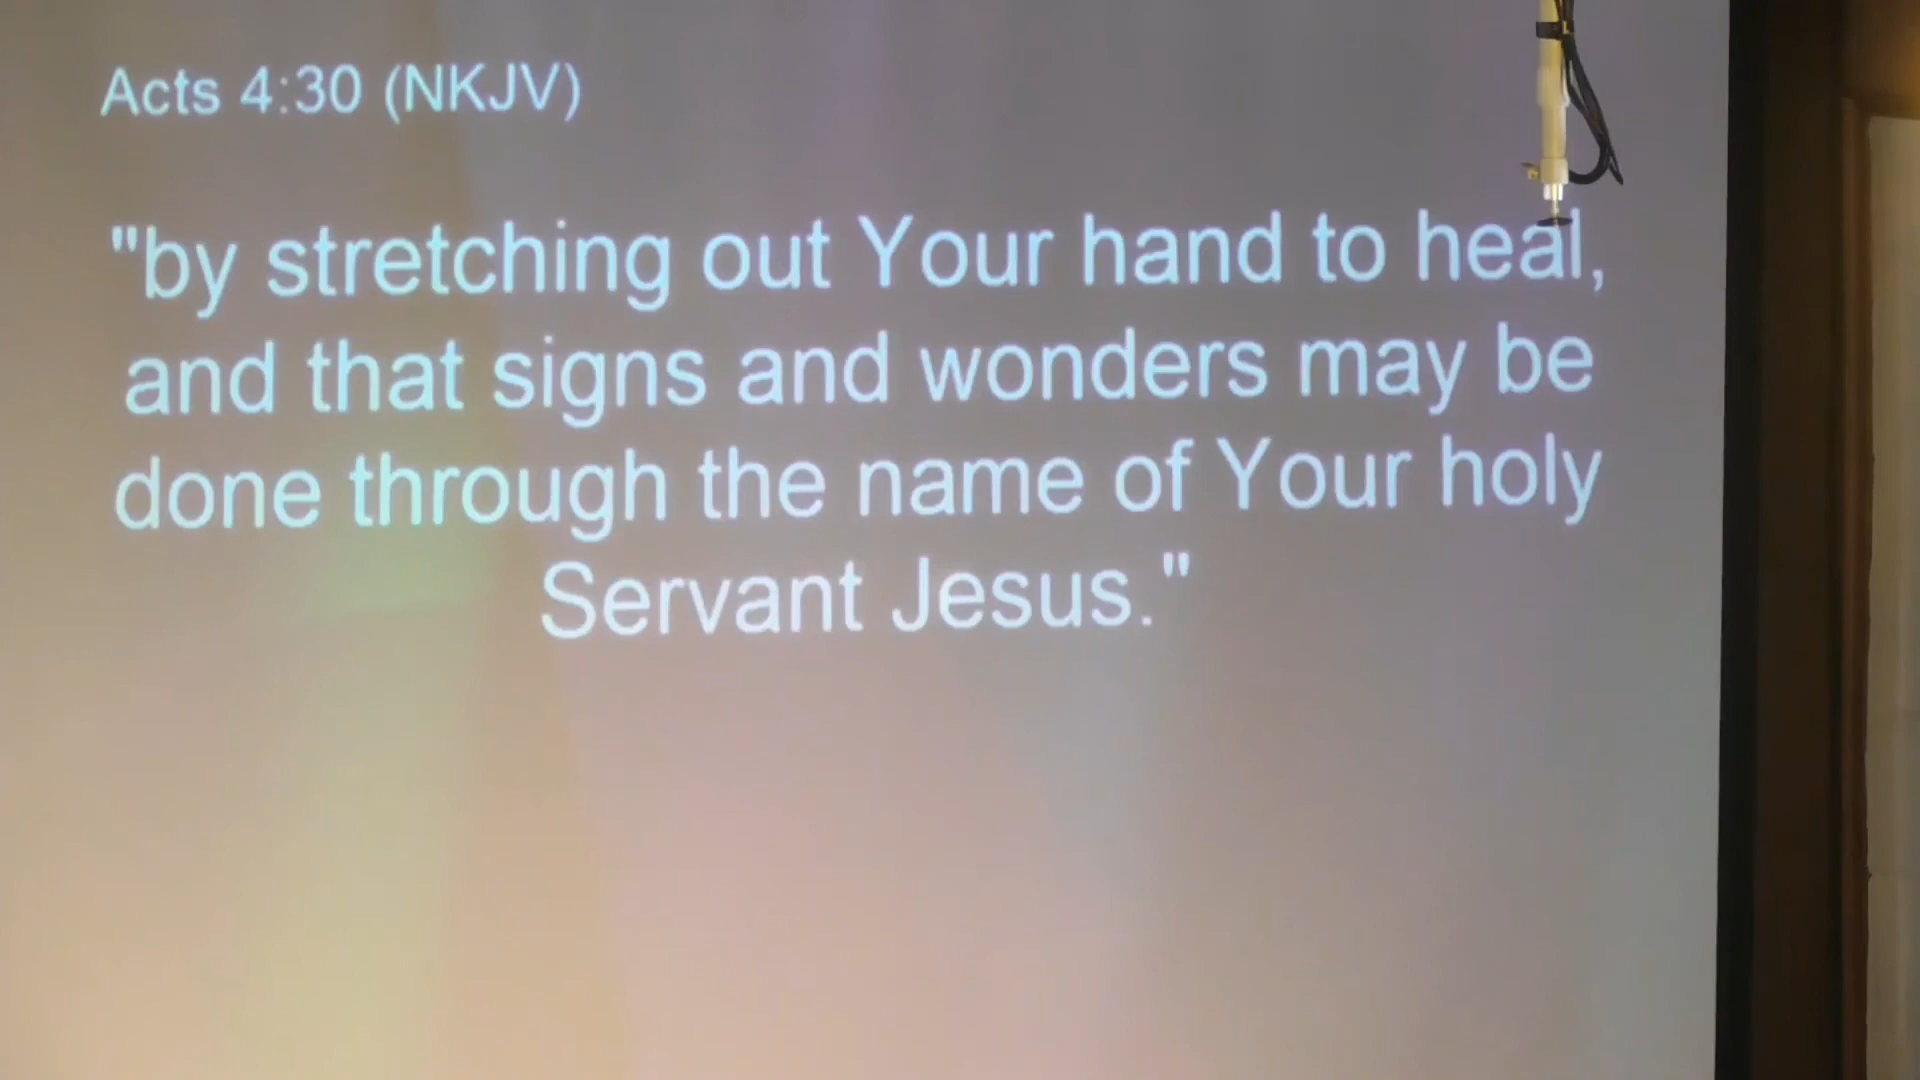 Acts 4:30 (NKJV)
"by stretching out Your hand to heal,
and that signs and wonders may be
done through the name of Your holy
Servant Jesus."